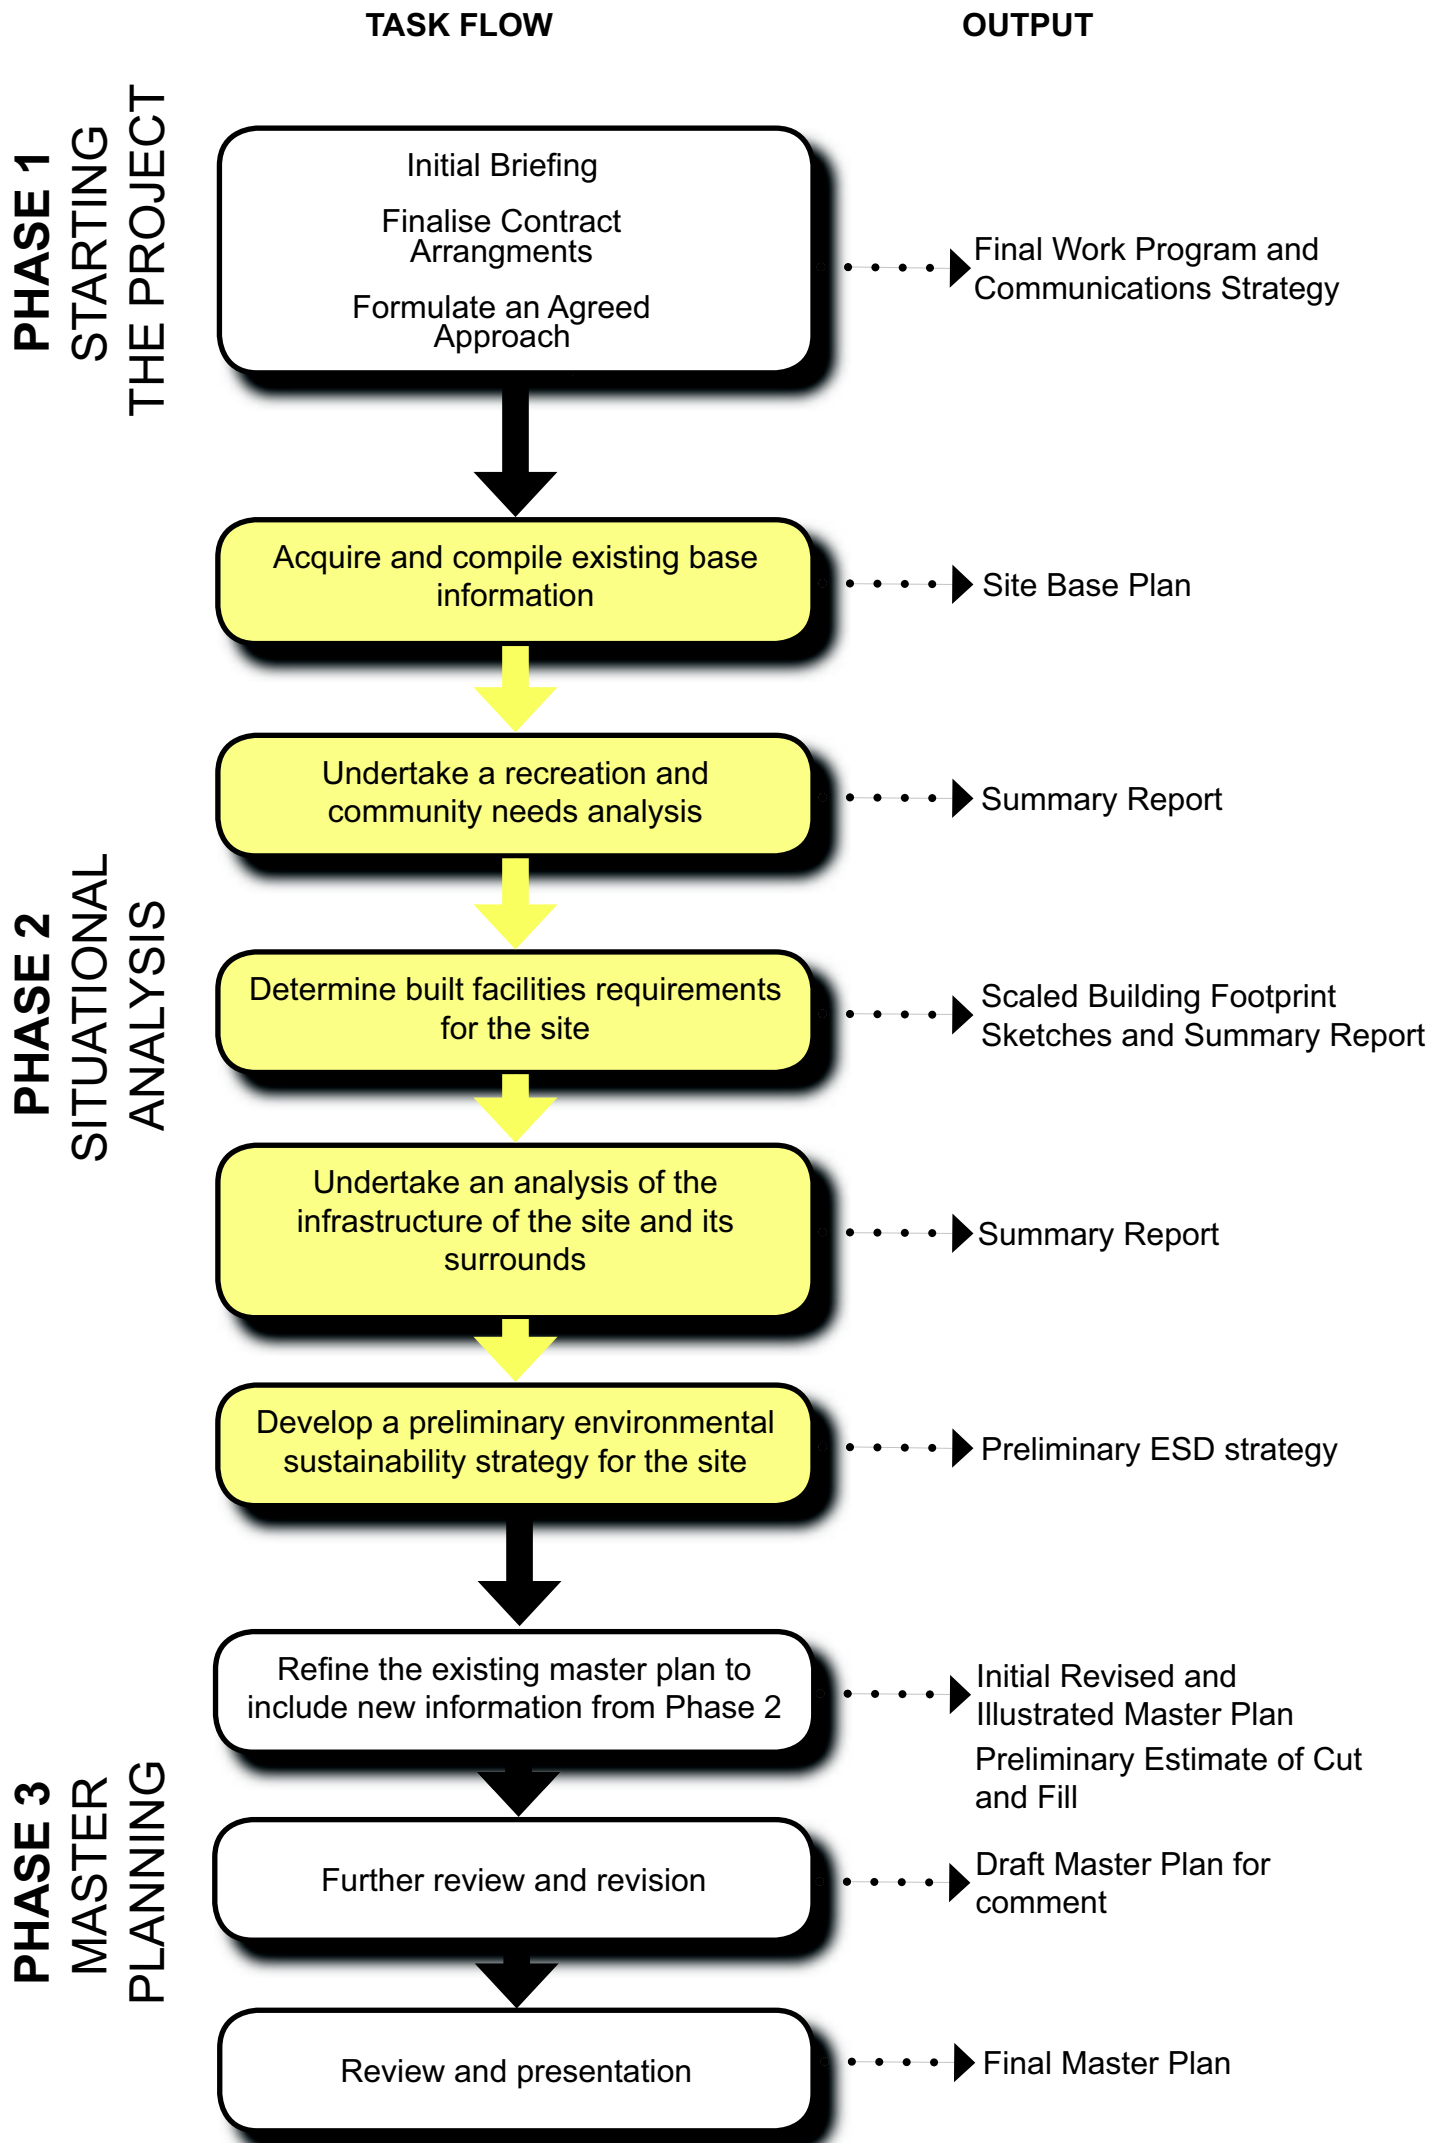 TASK FLOW
OUTPUT
PHASE 1
STARTING
THE PROJECT
Initial Briefing
Finalise Contract
Arrangments
Formulate an Agreed
Approach
Final Work Program and
Communications Strategy
PHASE 2
SITUATIONAL
ANALYSIS
Acquire and compile existing base
information
Site Base Plan
Undertake a recreation and
community needs analysis
Summary Report
Determine built facilities requirements
for the site
Scaled Building Footprint
Sketches and Summary Report
Undertake an analysis of the
infrastructure of the site and its
surrounds
Summary Report
Develop a preliminary environmental
sustainability strategy for the site
Preliminary ESD strategy
PHASE 3
MASTER
PLANNING
Refine the existing master plan to
include new information from Phase 2
Initial Revised and
Illustrated Master Plan
Preliminary Estimate of Cut
and Fill
Further review and revision
Draft Master Plan for
comment
Review and presentation
Final Master Plan